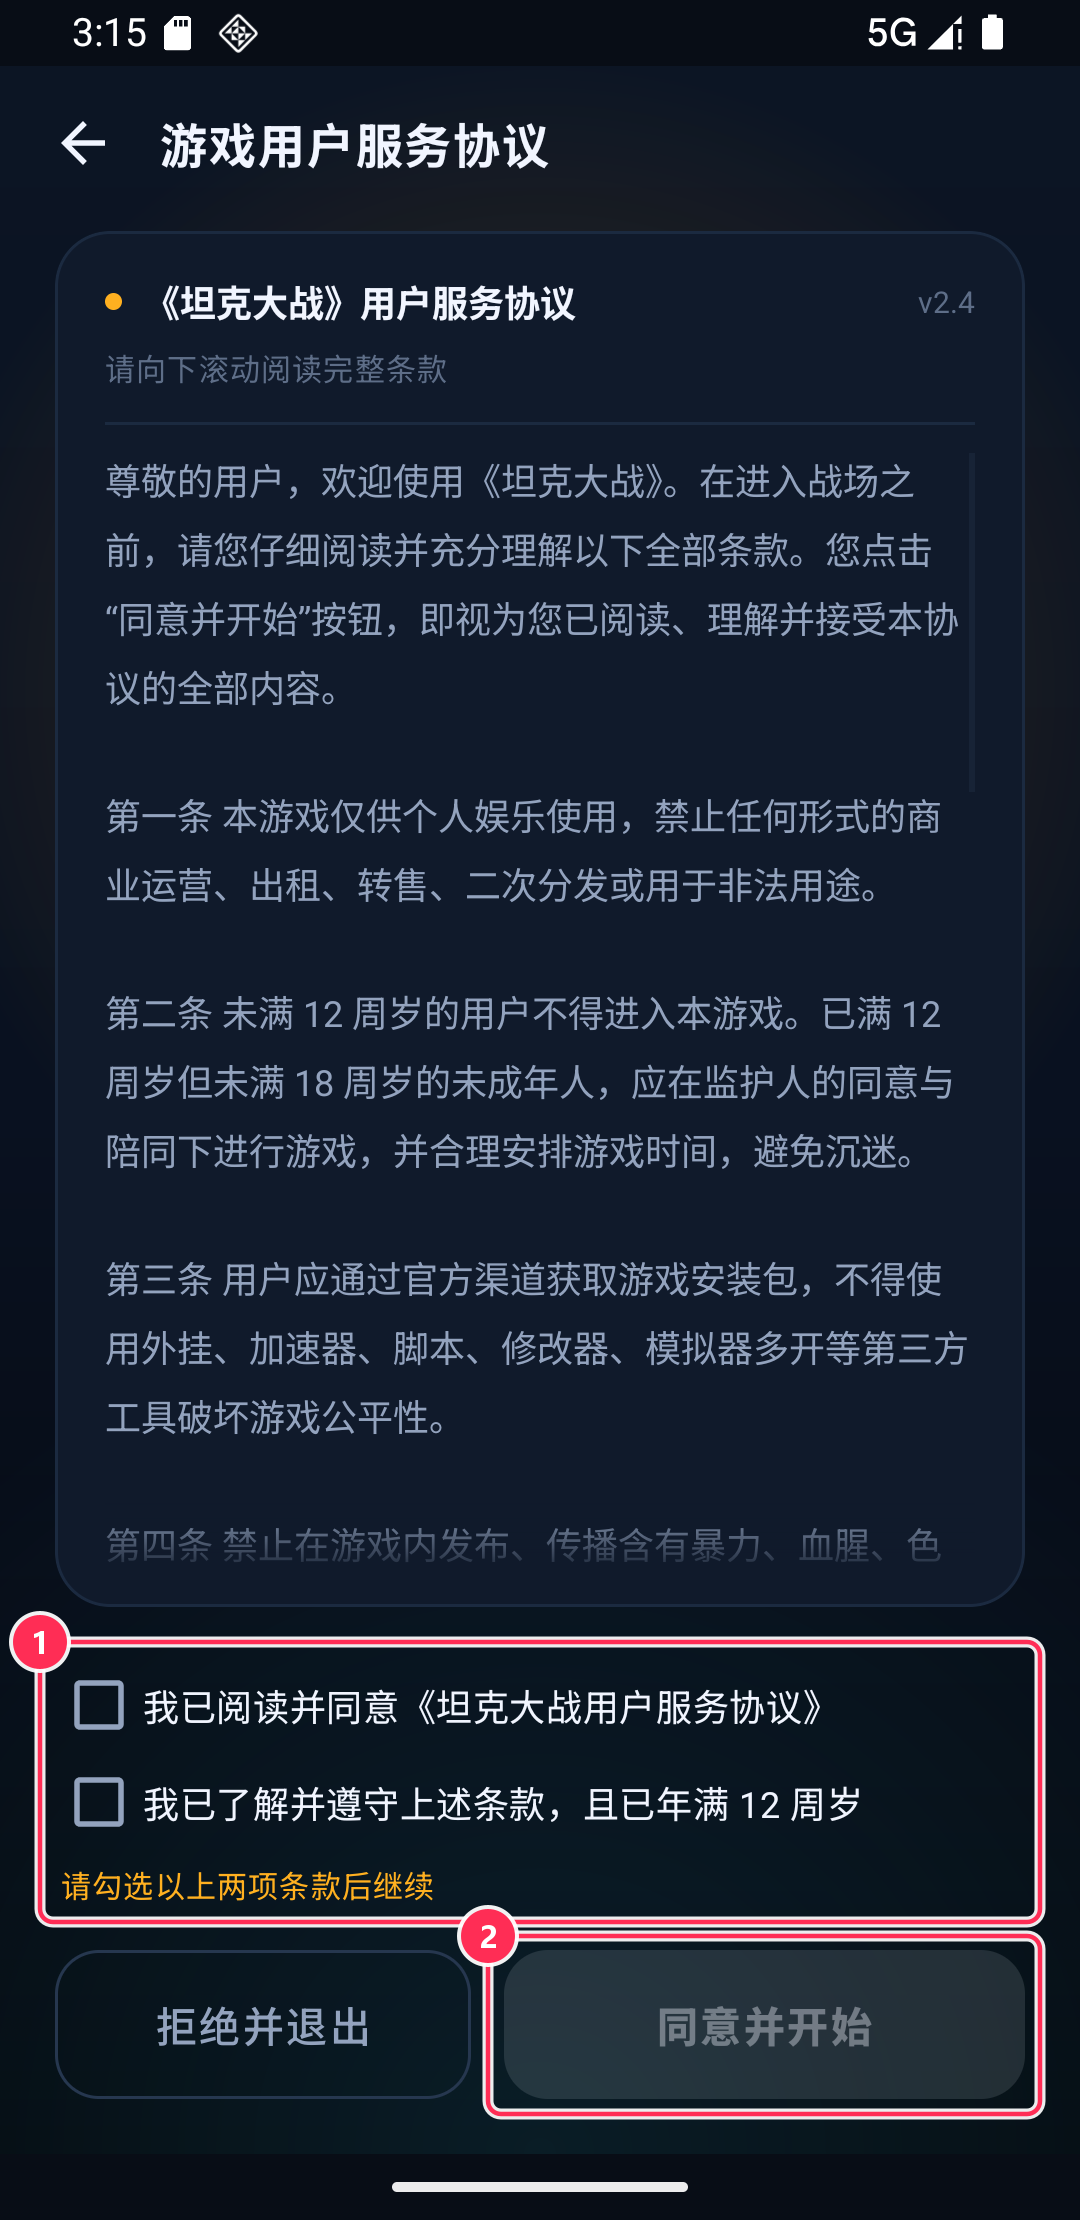 3:15
5G
游戏用户服务协议
《坦克大战》用户服务协议
v2.4
请向下滚动阅读完整条款
尊敬的用户，欢迎使用《坦克大战》。在进入战场之
前，请您仔细阅读并充分理解以下全部条款。您点击
“同意并开始”按钮，即视为您已阅读、理解并接受本协
议的全部内容。
第一条 本游戏仅供个人娱乐使用，禁止任何形式的商
业运营、出租、转售、二次分发或用于非法用途。
第二条 未满 12 周岁的用户不得进入本游戏。已满 12
周岁但未满 18 周岁的未成年人，应在监护人的同意与
陪同下进行游戏，并合理安排游戏时间，避免沉迷。
第三条 用户应通过官方渠道获取游戏安装包，不得使
用外挂、加速器、脚本、修改器、模拟器多开等第三方
工具破坏游戏公平性。
第四条 禁止在游戏内发布、传播含有暴力、血腥、色
1
我已阅读并同意《坦克大战用户服务协议》
我已了解并遵守上述条款，且已年满 12 周岁
请勾选以上两项条款后继续
2
拒绝并退出
同意并开始